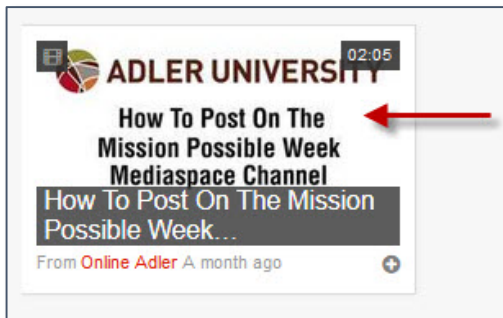 02:05
ADLER UNIVERSITY
How To Post On The
Mission Possible Week
Mediaspace Channel
How To Post On The Mission
Possible Week...
From Online Adler A month ago